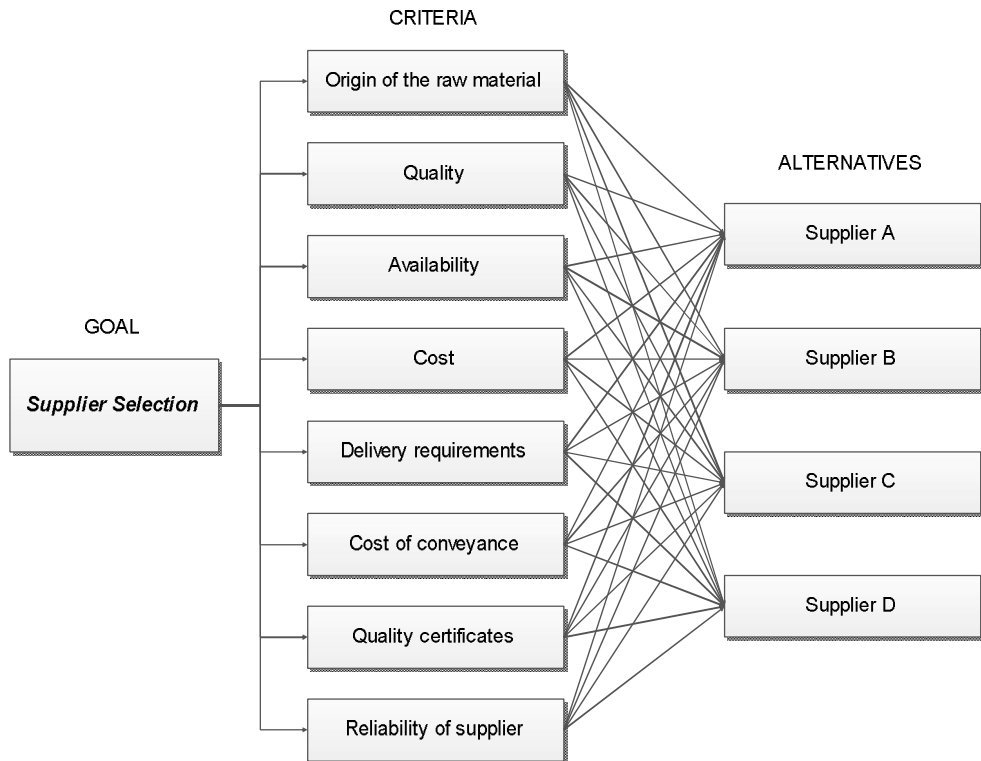 CRITERIA
Origin of the raw material
Quality
Availability
Cost
Delivery requirements
Cost of conveyance
Quality certificates
Reliability of supplier
GOAL
Supplier Selection
ALTERNATIVES
Supplier A
Supplier B
Supplier C
Supplier D